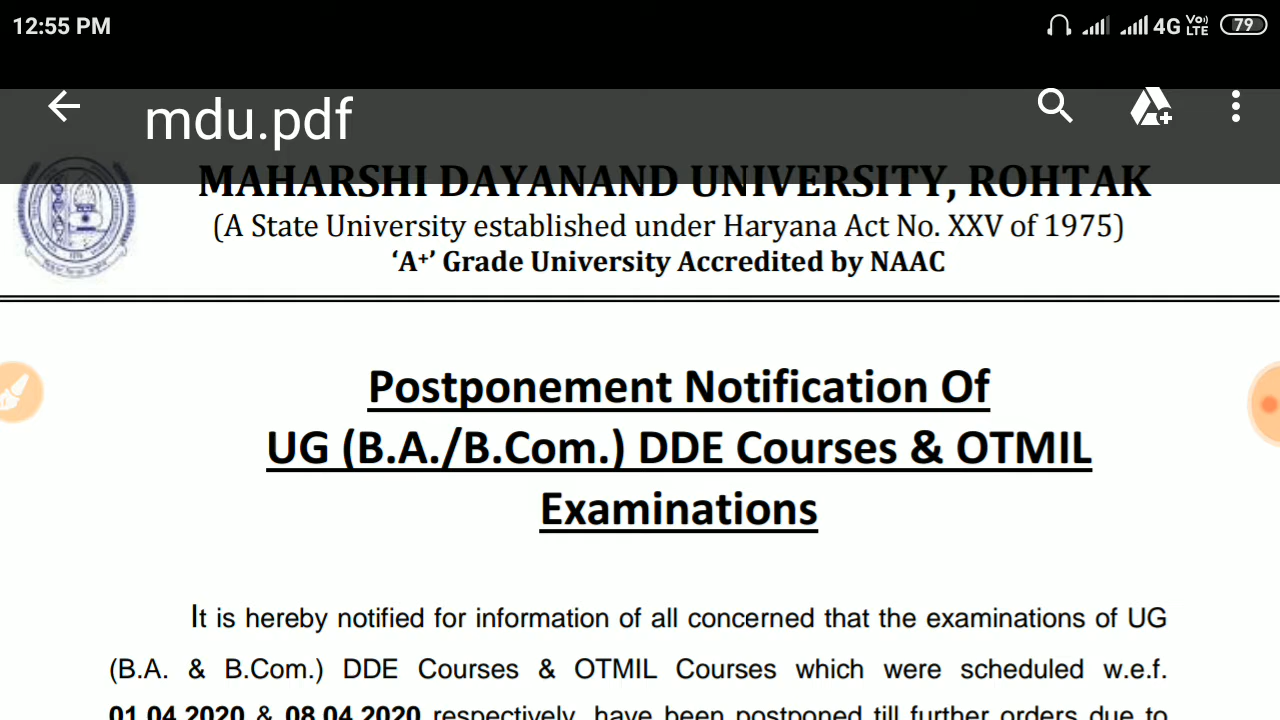 12:55 PM
4G Vo)) LTE 79
mdu.pdf
MAHARSHI DAYANAND UNIVERSITY, ROHTAK
(A State University established under Haryana Act No. XXV of 1975)
‘A+’ Grade University Accredited by NAAC
Postponement Notification Of
UG (B.A./B.Com.) DDE Courses & OTMIL
Examinations
It is hereby notified for information of all concerned that the examinations of UG
(B.A. & B.Com.) DDE Courses & OTMIL Courses which were scheduled w.e.f.
01.04.2020 & 08.04.2020 respectively, have been postponed till further orders due to